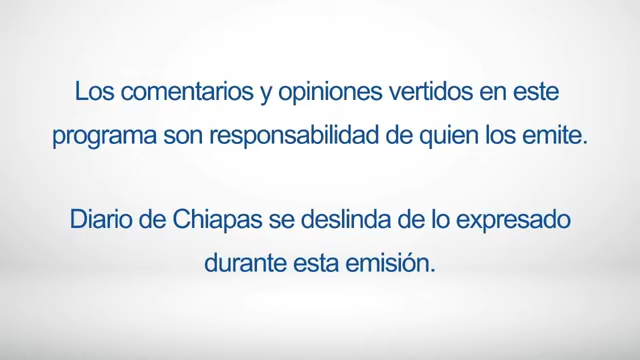 Los comentarios y opiniones vertidos en este
programa son responsabilidad de quien los emite.
Diario de Chiapas se deslinda de lo expresado
durante esta emisión.